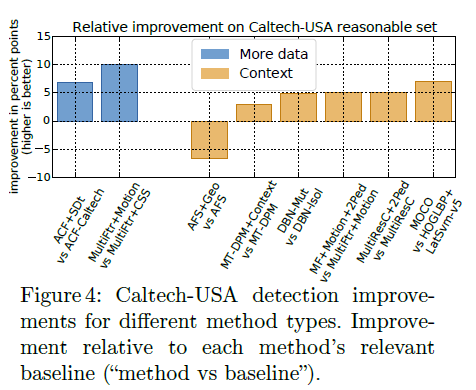 Relative improvement on Caltech-USA reasonable set
improvement in percent points
(higher is better)
15
10
5
0
−5
−10
More data
Context
ACF+SDt
vs ACF-Caltech
MultiFtr+Motion
vs MultiFtr+CSS
AFS+Geo
vs AFS
MT-DPM+Context
vs MT-DPM
DBN-Mut
vs DBN-Isol
MF+Motion+2Ped
vs MultiFtr+Motion
MultiResC+2Ped
vs MultiResC
MOCO
vs HOGLBP+
LatSvm-v5
Figure 4: Caltech-USA detection improve-
ments for different method types. Improve-
ment relative to each method's relevant
baseline (“method vs baseline”).